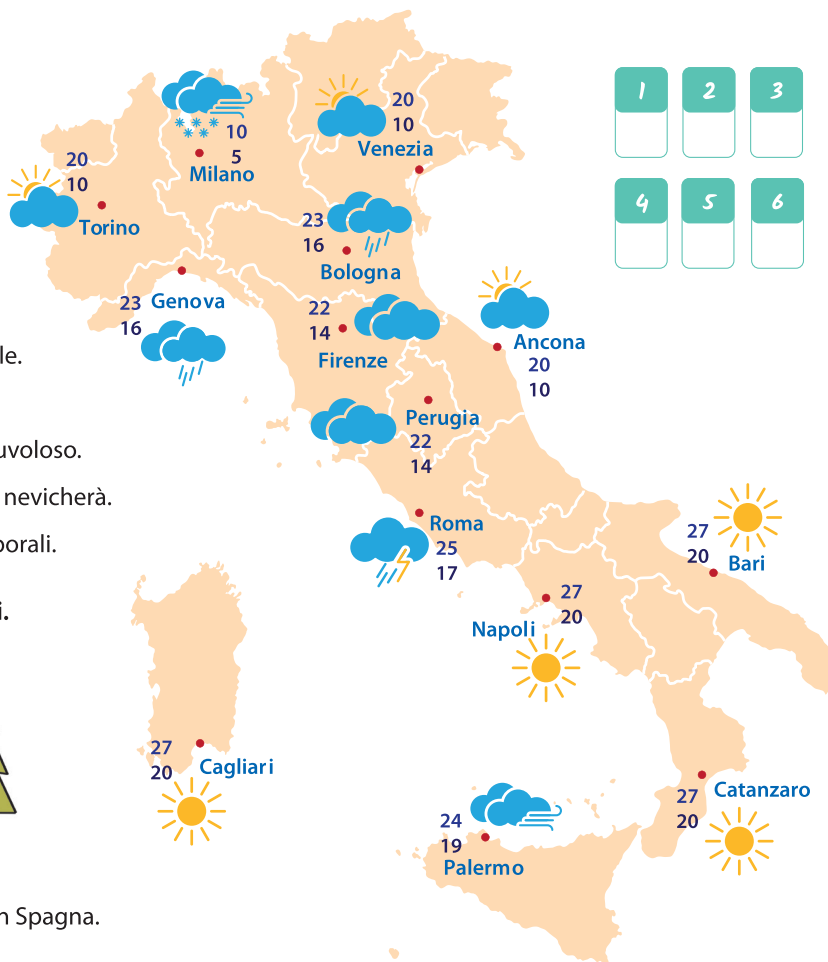 1 2 3
4 5 6
20
10
Venezia
10
5
Milano
20
10
Torino
23
16
Bologna
23
16
Genova
22
14
Firenze
Ancona
20
10
le.
Perugia
22
14
uvoloso.
nevicherà.
porali.
Roma
25
17
27
20
Bari
i.
27
20
Napoli
27
20
Cagliari
27
20
Catanzaro
24
19
Palermo
n Spagna.